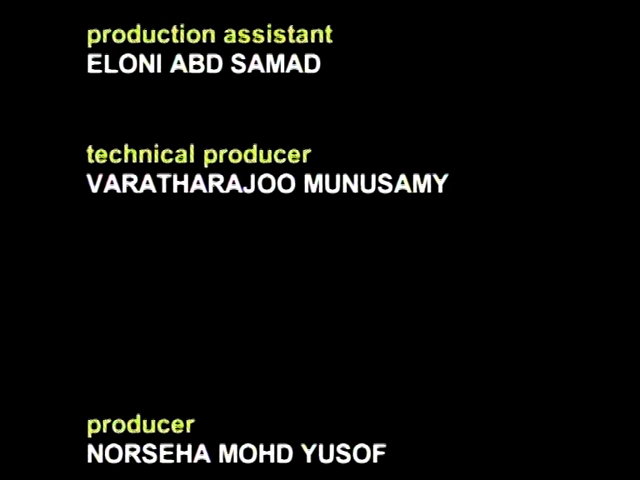 production assistant
ELONI ABD SAMAD
technical producer
VARATHARAJOO MUNUSAMY
producer
NORSEHA MOHD YUSOF